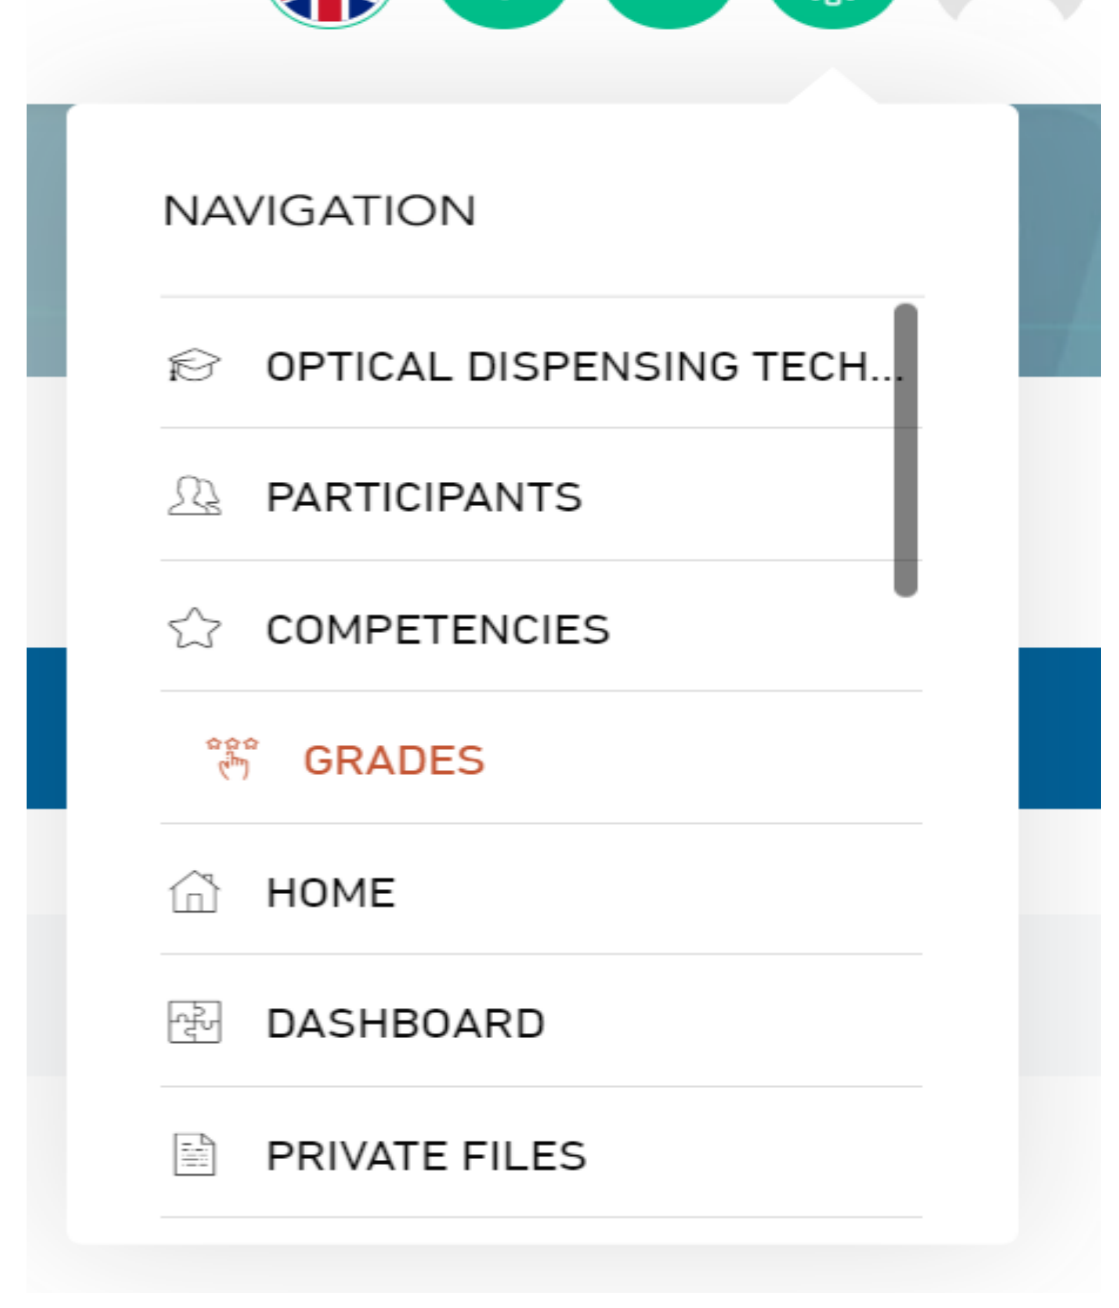 NAVIGATION
OPTICAL DISPENSING TECH...
PARTICIPANTS
COMPETENCIES
GRADES
HOME
DASHBOARD
PRIVATE FILES